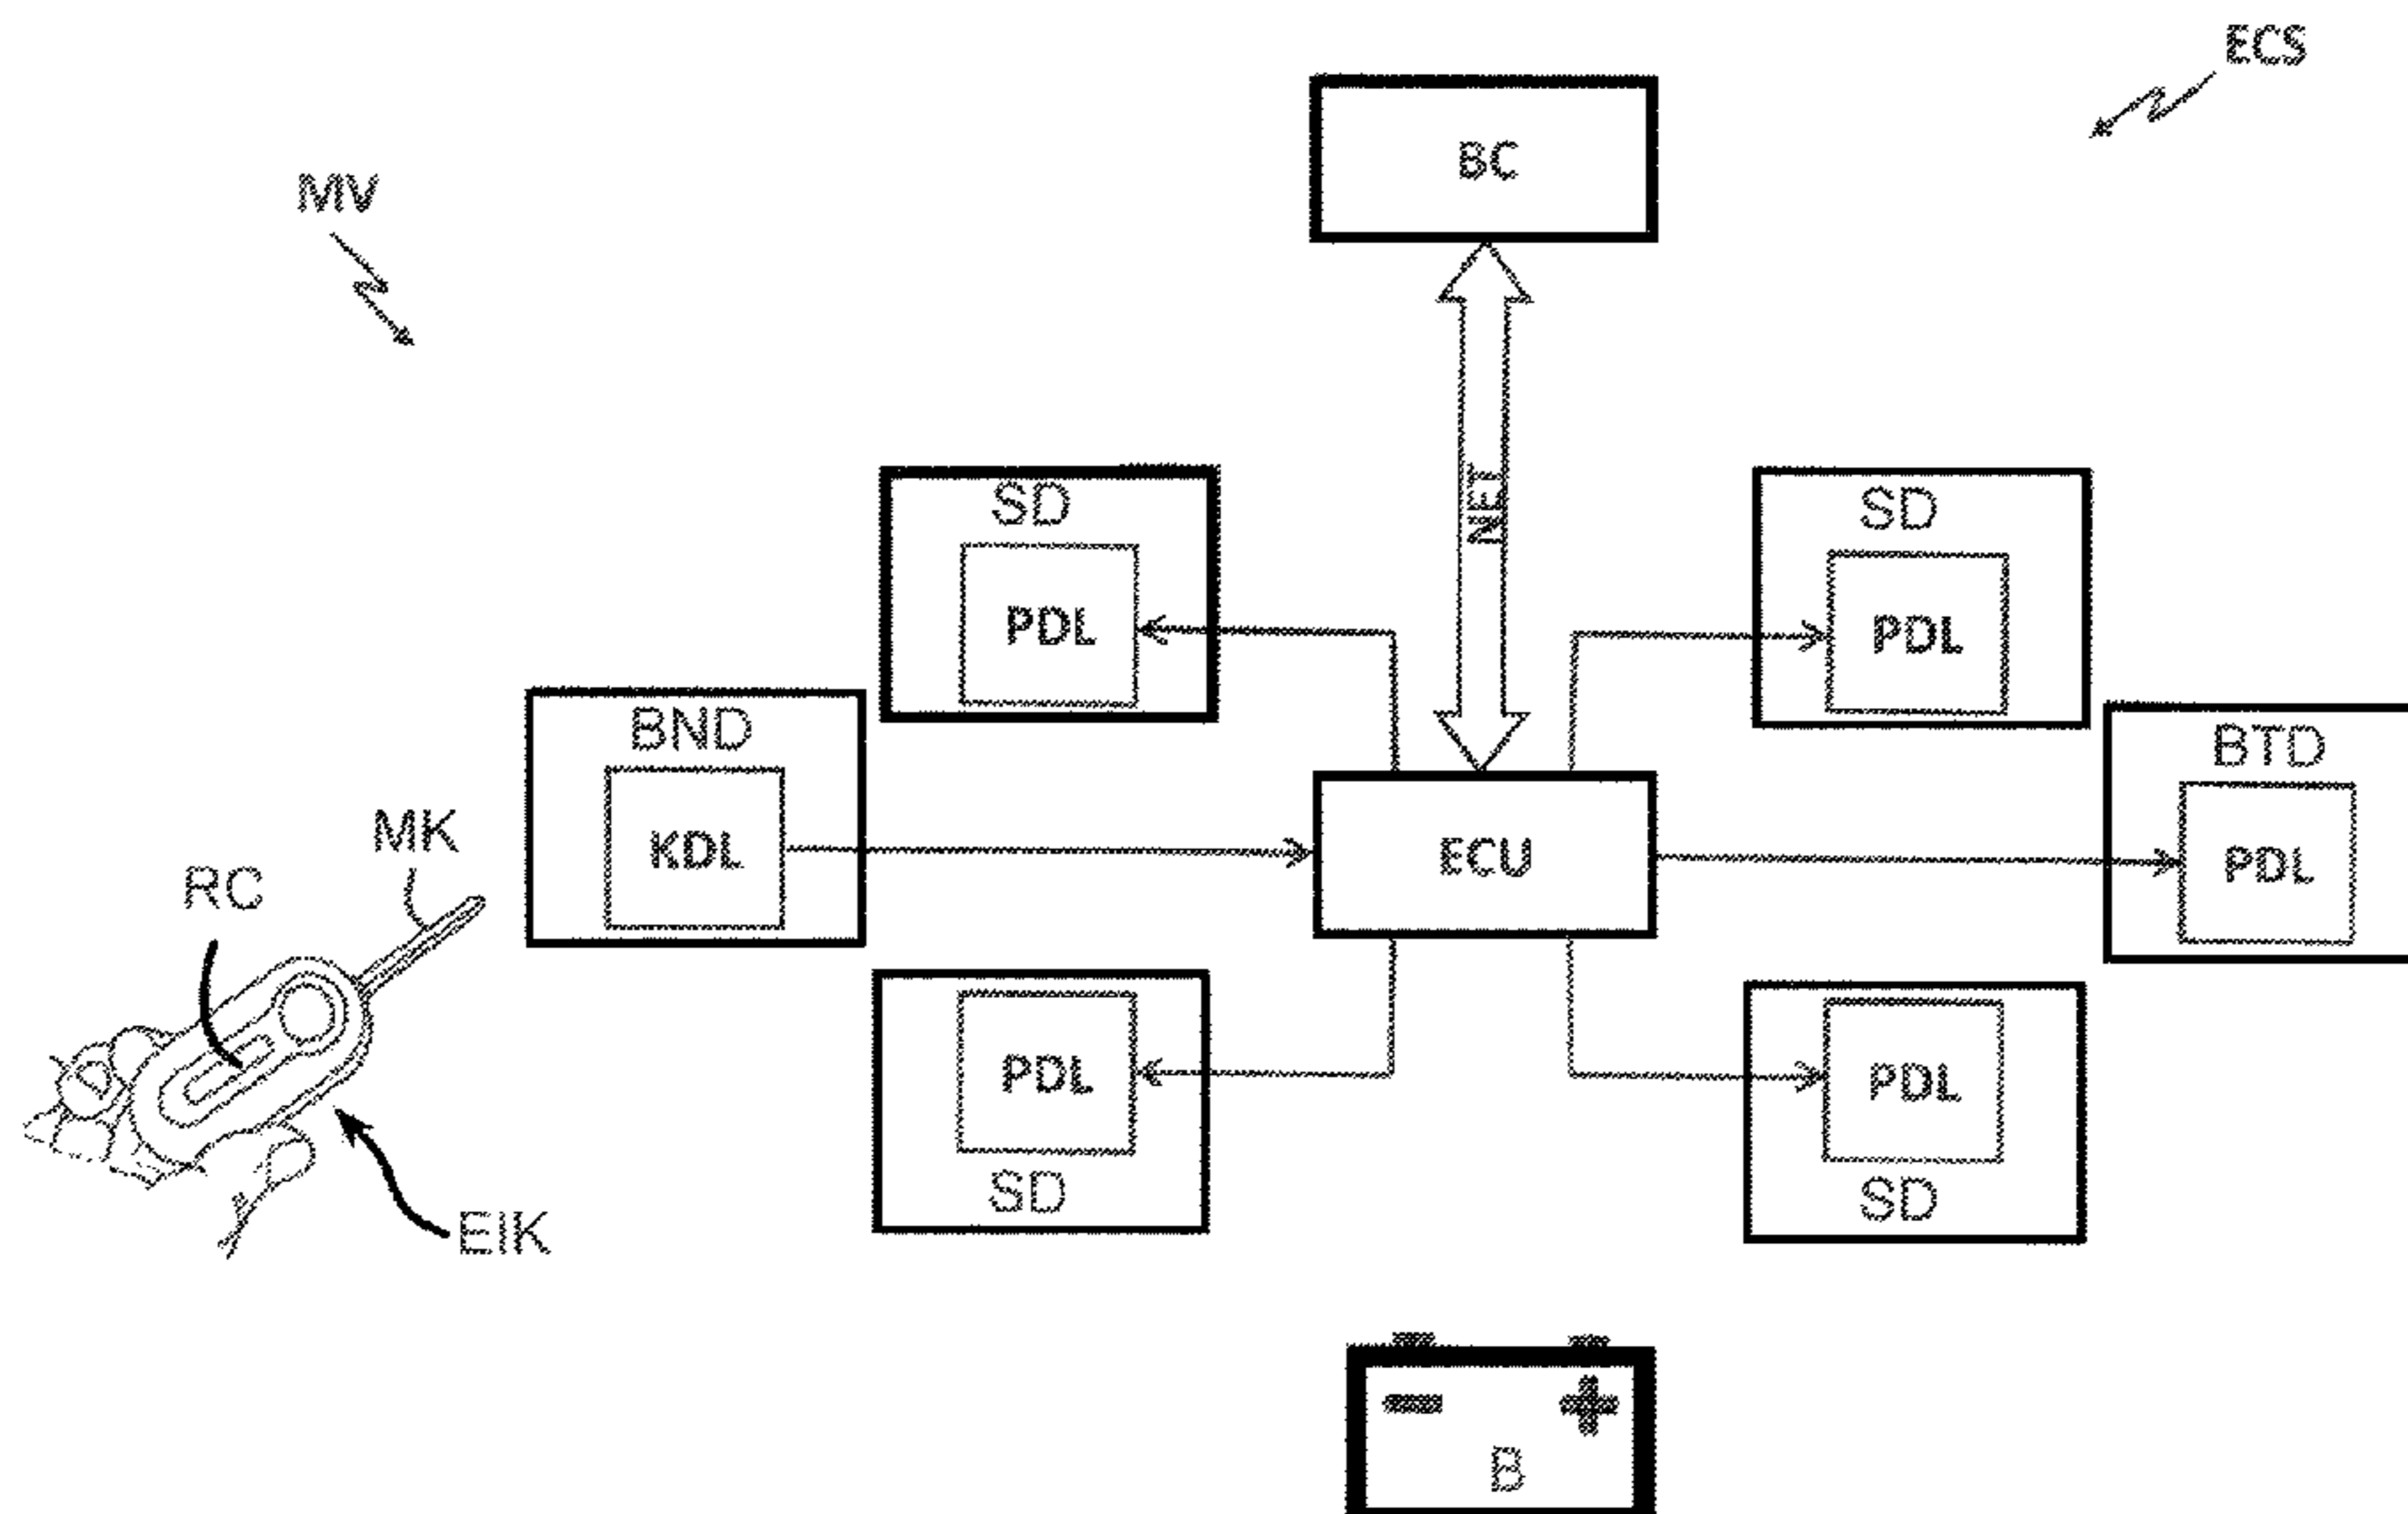 ECS
BC
MV
NET
SD
PDL
SD
PDL
BND
KDL
BTD
PDL
ECU
MK
RC
PDL
SD
PDL
SD
EIK
− +
B